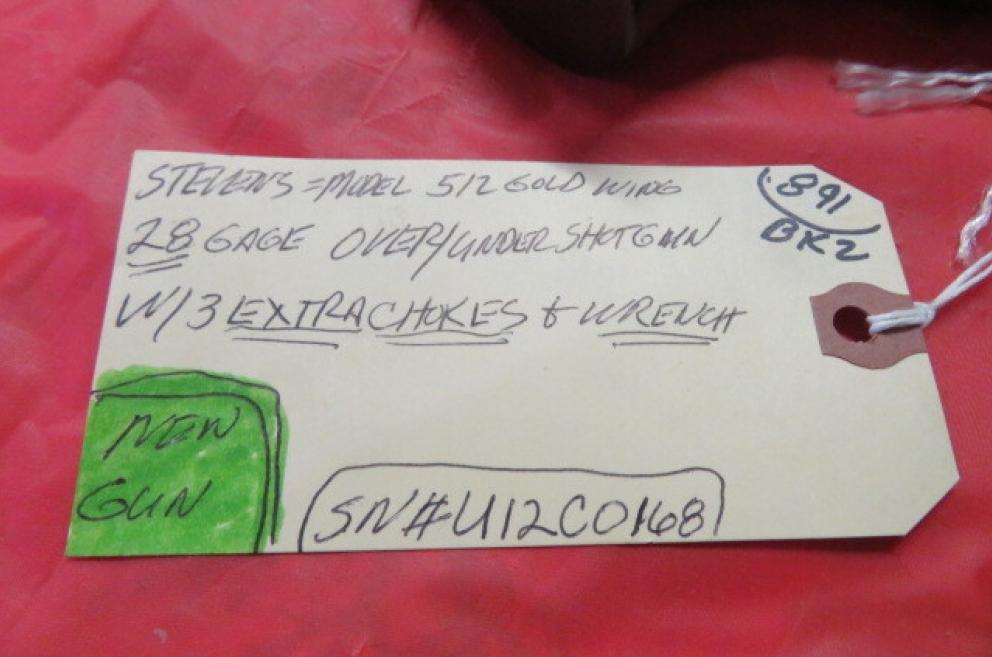 STEVENS = MODEL 512 GOLD WING
28 GAGE OVER/UNDER SHOTGUN
W/3 EXTRA CHOKES & WRENCH
891
BK2
NEW
GUN
SN#U12C0168